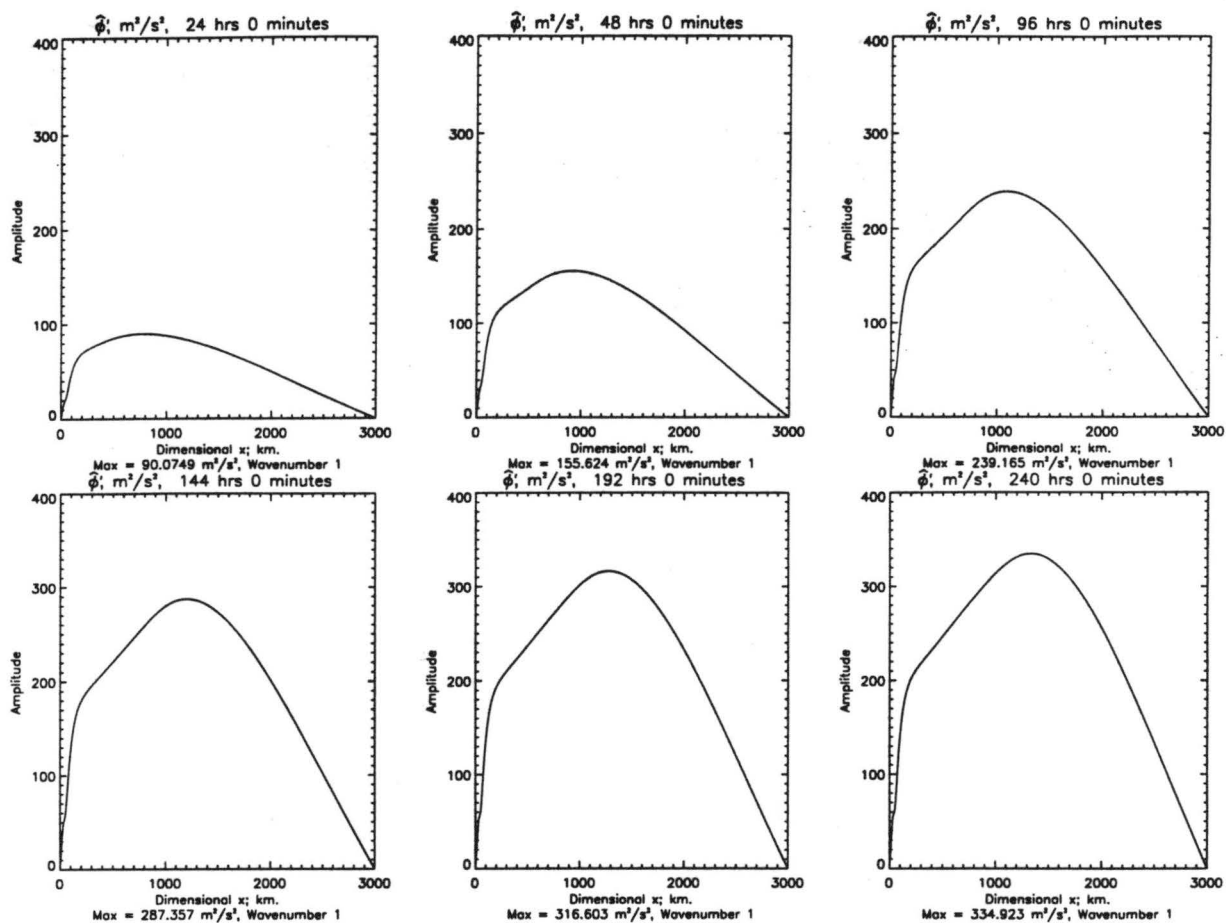 φ̂', m²/s², 24 hrs 0 minutes
400
300
200
100
0
Amplitude
0 1000 2000 3000
Dimensional x; km.
Max = 90.0749 m²/s², Wavenumber 1
φ̂', m²/s², 48 hrs 0 minutes
400
300
200
100
0
Amplitude
0 1000 2000 3000
Dimensional x; km.
Max = 155.624 m²/s², Wavenumber 1
φ̂', m²/s², 96 hrs 0 minutes
400
300
200
100
0
Amplitude
0 1000 2000 3000
Dimensional x; km.
Max = 239.165 m²/s², Wavenumber 1
φ̂', m²/s², 144 hrs 0 minutes
400
300
200
100
0
Amplitude
0 1000 2000 3000
Dimensional x; km.
Max = 287.357 m²/s², Wavenumber 1
φ̂', m²/s², 192 hrs 0 minutes
400
300
200
100
0
Amplitude
0 1000 2000 3000
Dimensional x; km.
Max = 316.603 m²/s², Wavenumber 1
φ̂', m²/s², 240 hrs 0 minutes
400
300
200
100
0
Amplitude
0 1000 2000 3000
Dimensional x; km.
Max = 334.923 m²/s², Wavenumber 1